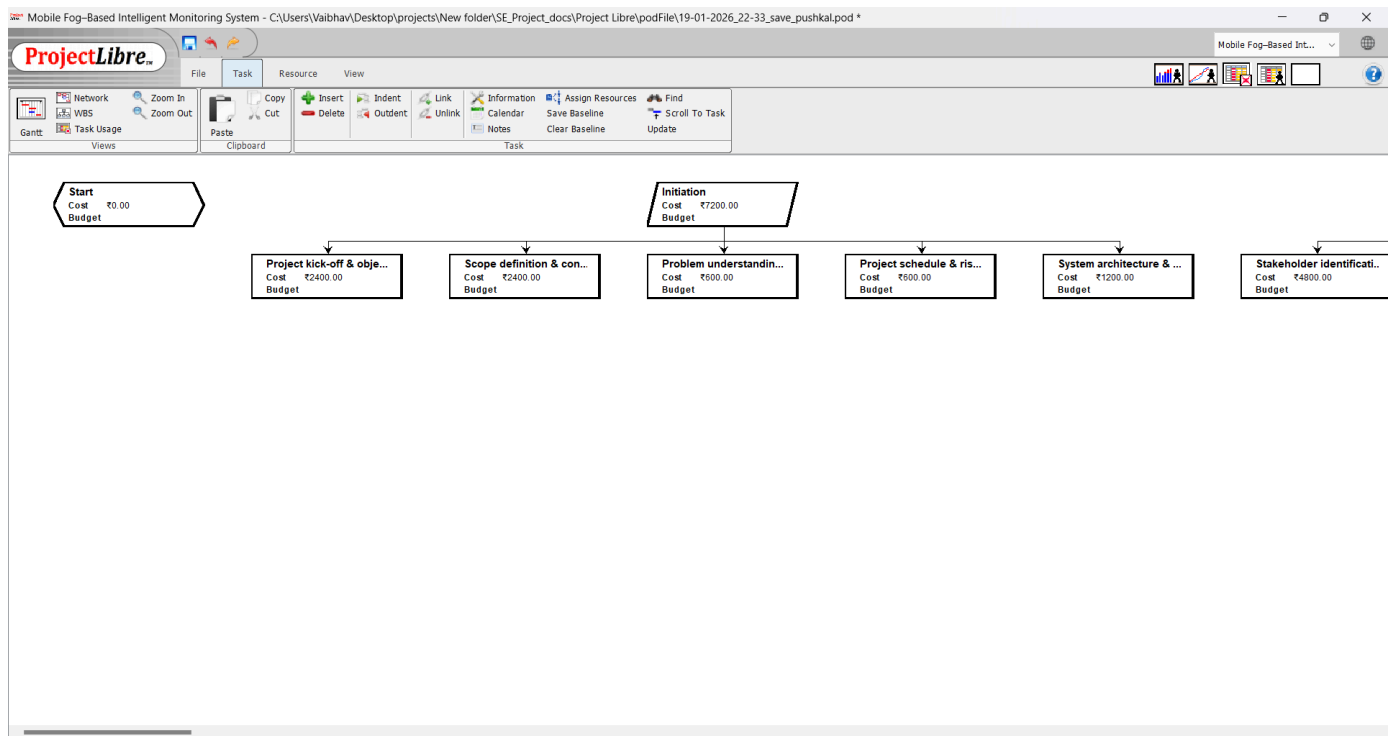 Mobile Fog–Based Intelligent Monitoring System - C:\Users\Vaibhav\Desktop\projects\New folder\SE_Project_docs\Project Libre\podFile\19-01-2026_22-33_save_pushkal.pod *
ProjectLibre™
Mobile Fog–Based Int...
File Task Resource View
Network Zoom In Copy Insert Indent Link Information Assign Resources Find
WBS Zoom Out Cut Delete Outdent Unlink Calendar Save Baseline Scroll To Task
Gantt Task Usage Paste Notes Clear Baseline Update
Views Clipboard Task
Start
Cost ₹0.00
Budget
Initiation
Cost ₹7200.00
Budget
Project kick-off & obje...
Cost ₹2400.00
Budget
Scope definition & con...
Cost ₹2400.00
Budget
Problem understandin...
Cost ₹600.00
Budget
Project schedule & ris...
Cost ₹600.00
Budget
System architecture & ...
Cost ₹1200.00
Budget
Stakeholder identificati..
Cost ₹4800.00
Budget